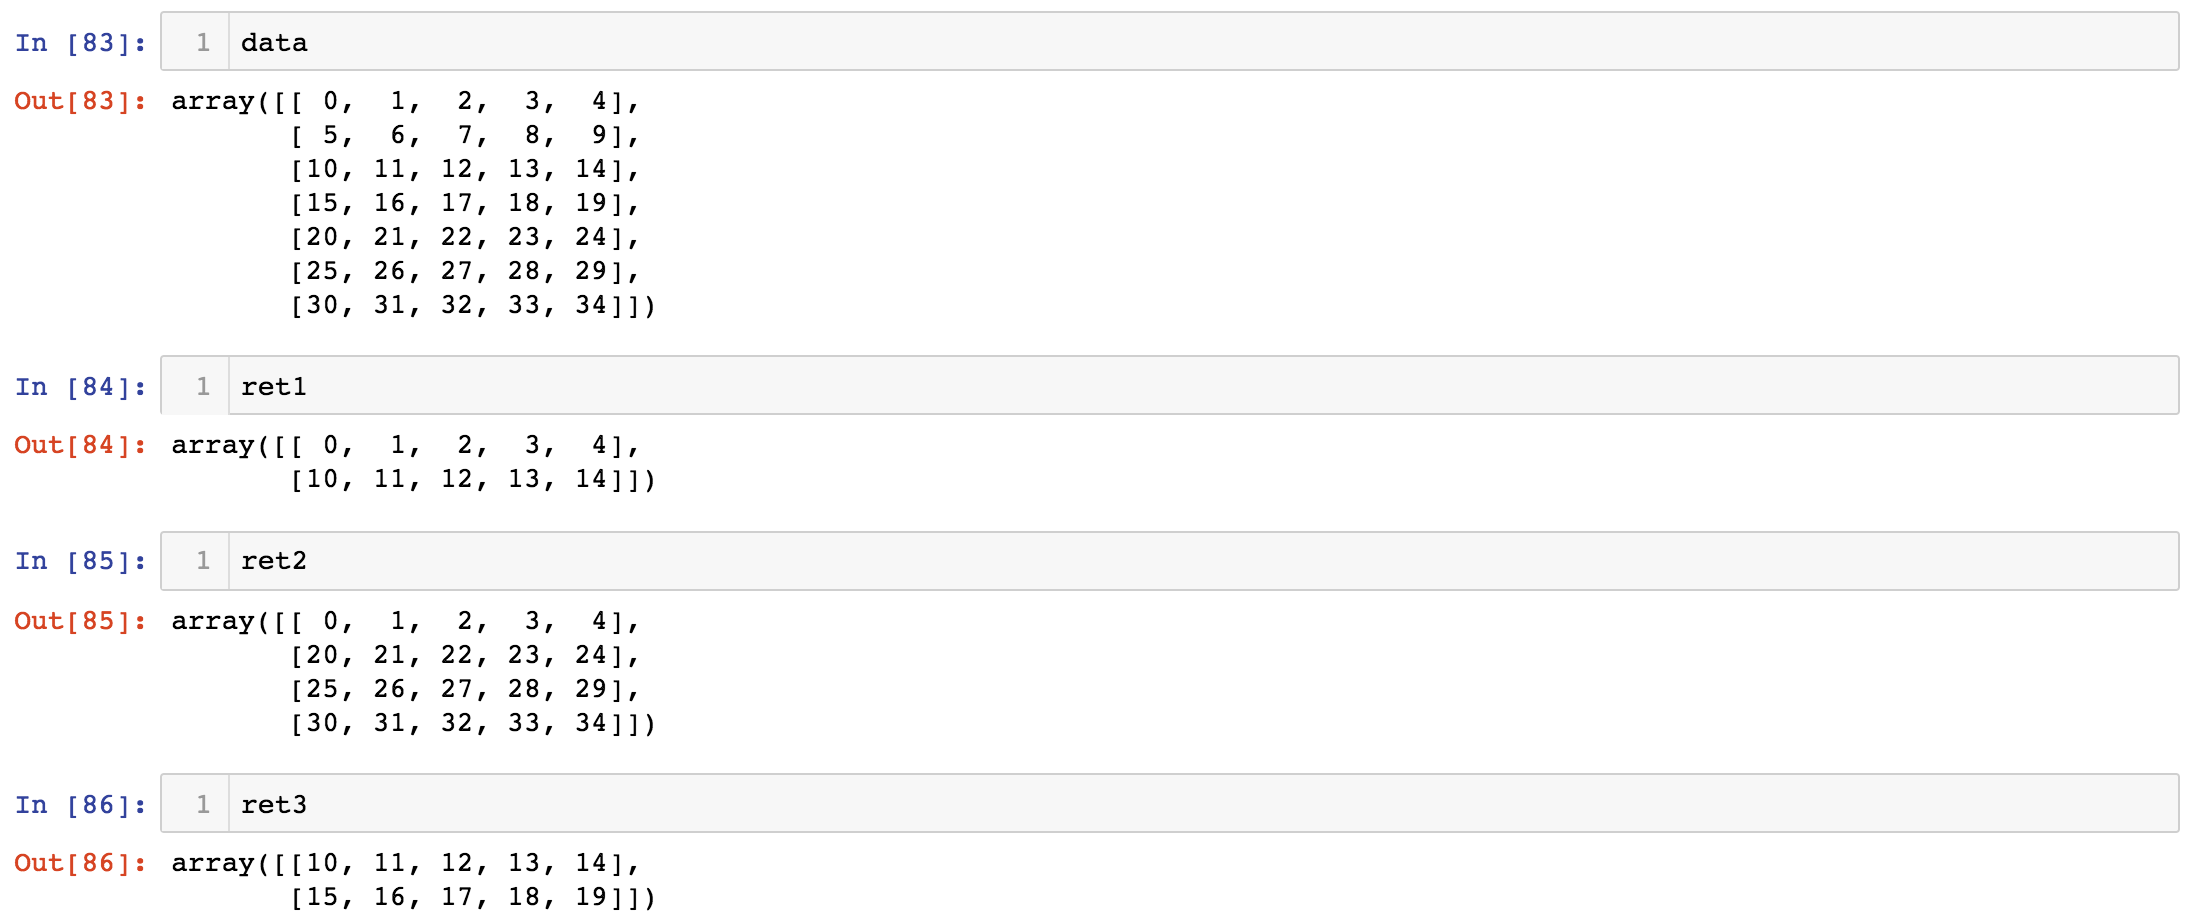 In [83]: 1 data
Out[83]: array([[ 0,  1,  2,  3,  4],
       [ 5,  6,  7,  8,  9],
       [10, 11, 12, 13, 14],
       [15, 16, 17, 18, 19],
       [20, 21, 22, 23, 24],
       [25, 26, 27, 28, 29],
       [30, 31, 32, 33, 34]])
In [84]: 1 ret1
Out[84]: array([[ 0,  1,  2,  3,  4],
       [10, 11, 12, 13, 14]])
In [85]: 1 ret2
Out[85]: array([[ 0,  1,  2,  3,  4],
       [20, 21, 22, 23, 24],
       [25, 26, 27, 28, 29],
       [30, 31, 32, 33, 34]])
In [86]: 1 ret3
Out[86]: array([[10, 11, 12, 13, 14],
       [15, 16, 17, 18, 19]])